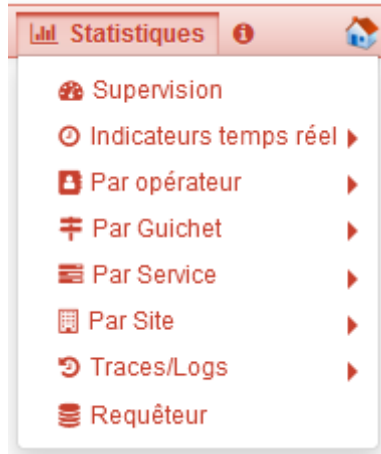 Statistiques
Supervision
Indicateurs temps réel
Par opérateur
Par Guichet
Par Service
Par Site
Traces/Logs
Requêteur